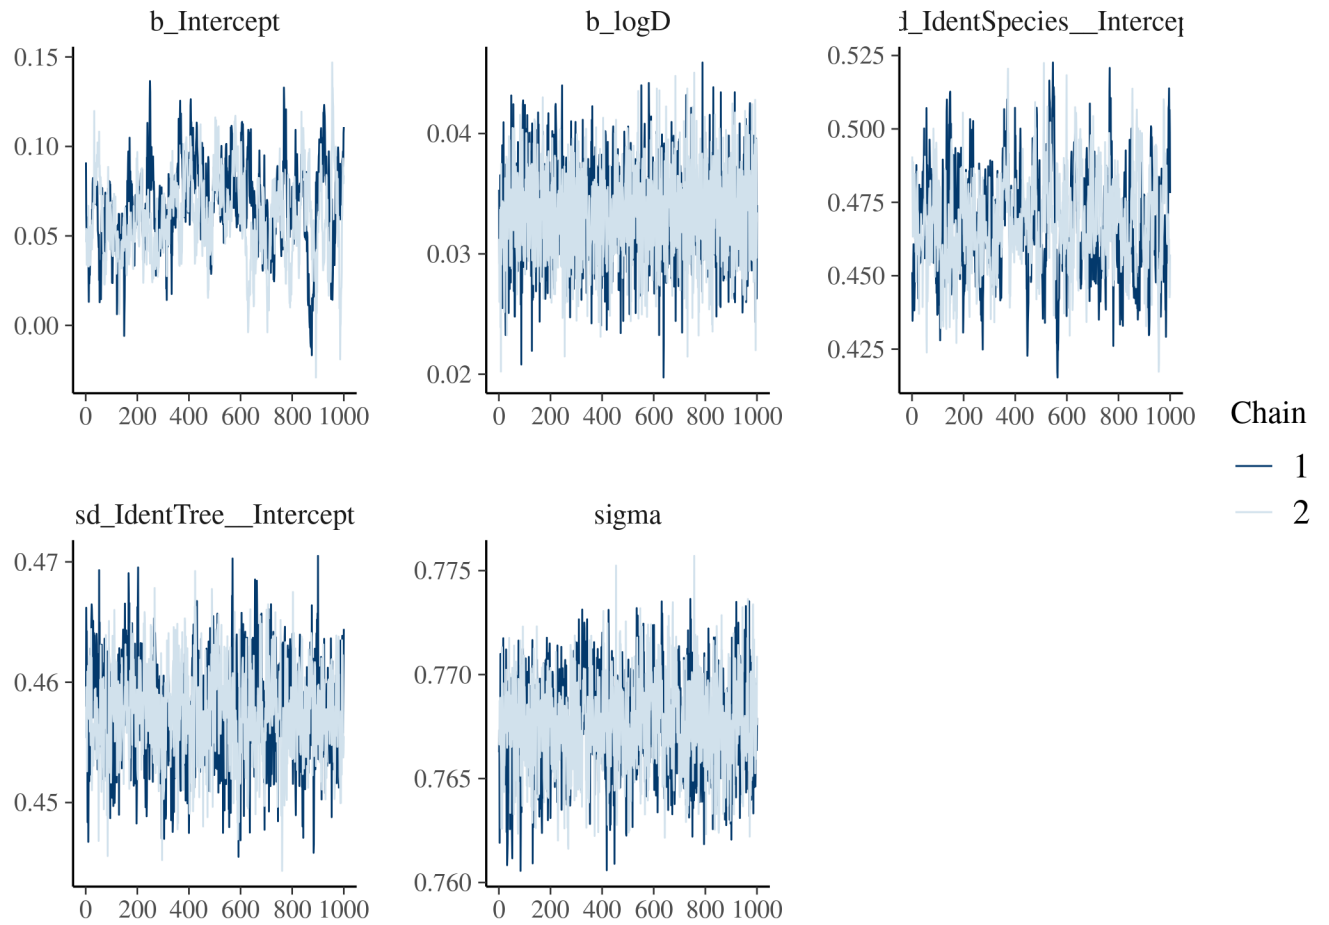 b_Intercept
0.15
0.10
0.05
0.00
0 200 400 600 800 1000
b_logD
0.04
0.03
0.02
0 200 400 600 800 1000
d_IdentSpecies__Intercep
0.525
0.500
0.475
0.450
0.425
0 200 400 600 800 1000
sd_IdentTree__Intercept
0.47
0.46
0.45
0 200 400 600 800 1000
sigma
0.775
0.770
0.765
0.760
0 200 400 600 800 1000
Chain
1
2